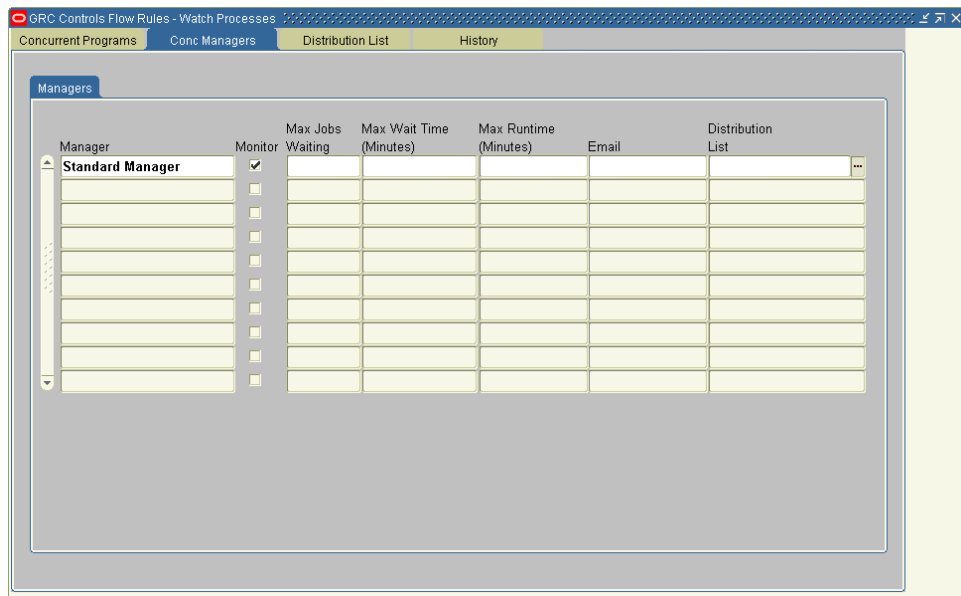 GRC Controls Flow Rules - Watch Processes
Concurrent Programs Conc Managers Distribution List History
Managers
Max Jobs Max Wait Time Max Runtime Distribution
Manager Monitor Waiting (Minutes) (Minutes) Email List
Standard Manager